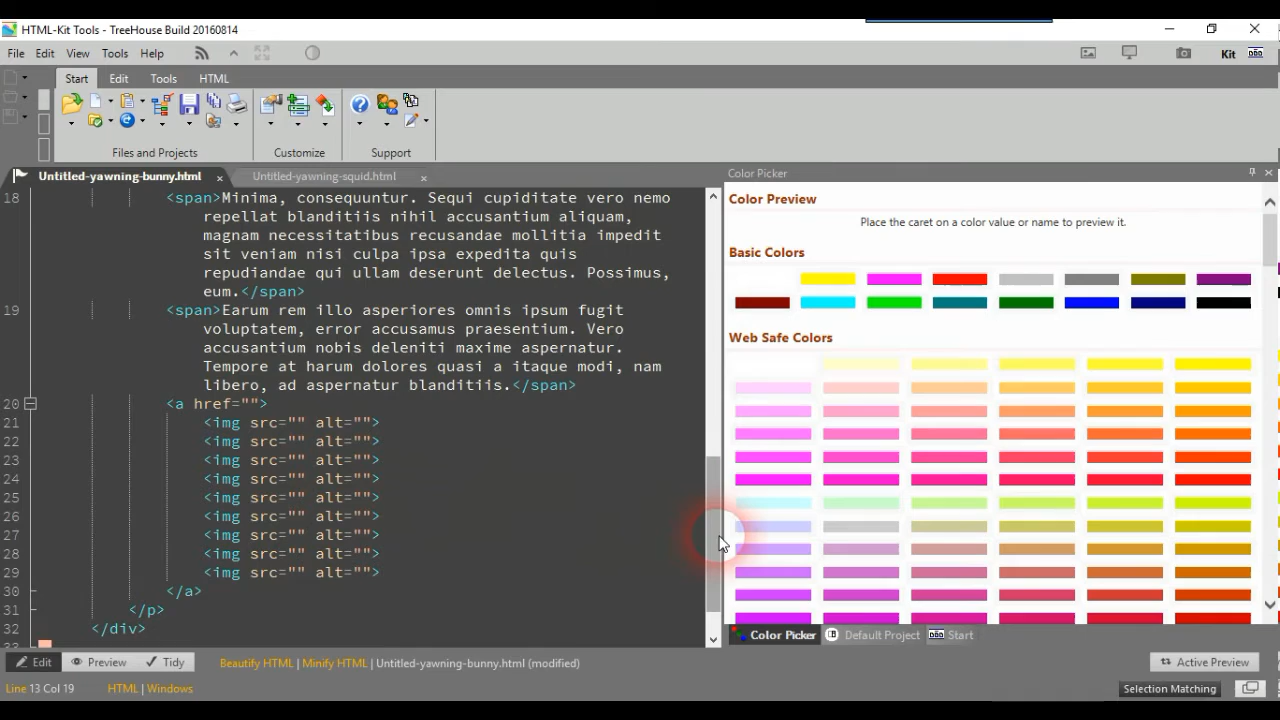 HTML-Kit Tools - TreeHouse Build 20160814
File Edit View Tools Help
Kit
Start Edit Tools HTML
Files and Projects Customize Support
Untitled-yawning-bunny.html × Untitled-yawning-squid.html ×
18 <span>Minima, consequuntur. Sequi cupiditate vero nemo
repellat blanditiis nihil accusantium aliquam,
magnam necessitatibus recusandae mollitia impedit
sit veniam nisi culpa ipsa expedita quis
repudiandae qui ullam deserunt delectus. Possimus,
eum.</span>
19 <span>Earum rem illo asperiores omnis ipsum fugit
voluptatem, error accusamus praesentium. Vero
accusantium nobis deleniti maxime aspernatur.
Tempore at harum dolores quasi a itaque modi, nam
libero, ad aspernatur blanditiis.</span>
20 <a href="">
21 <img src="" alt="">
22 <img src="" alt="">
23 <img src="" alt="">
24 <img src="" alt="">
25 <img src="" alt="">
26 <img src="" alt="">
27 <img src="" alt="">
28 <img src="" alt="">
29 <img src="" alt="">
30 </a>
31 </p>
32 </div>
Color Picker
Color Preview
Place the caret on a color value or name to preview it.
Basic Colors
Web Safe Colors
Color Picker Default Project Start
Edit Preview Tidy Beautify HTML | Minify HTML | Untitled-yawning-bunny.html (modified) Active Preview
Line 13 Col 19 HTML | Windows Selection Matching